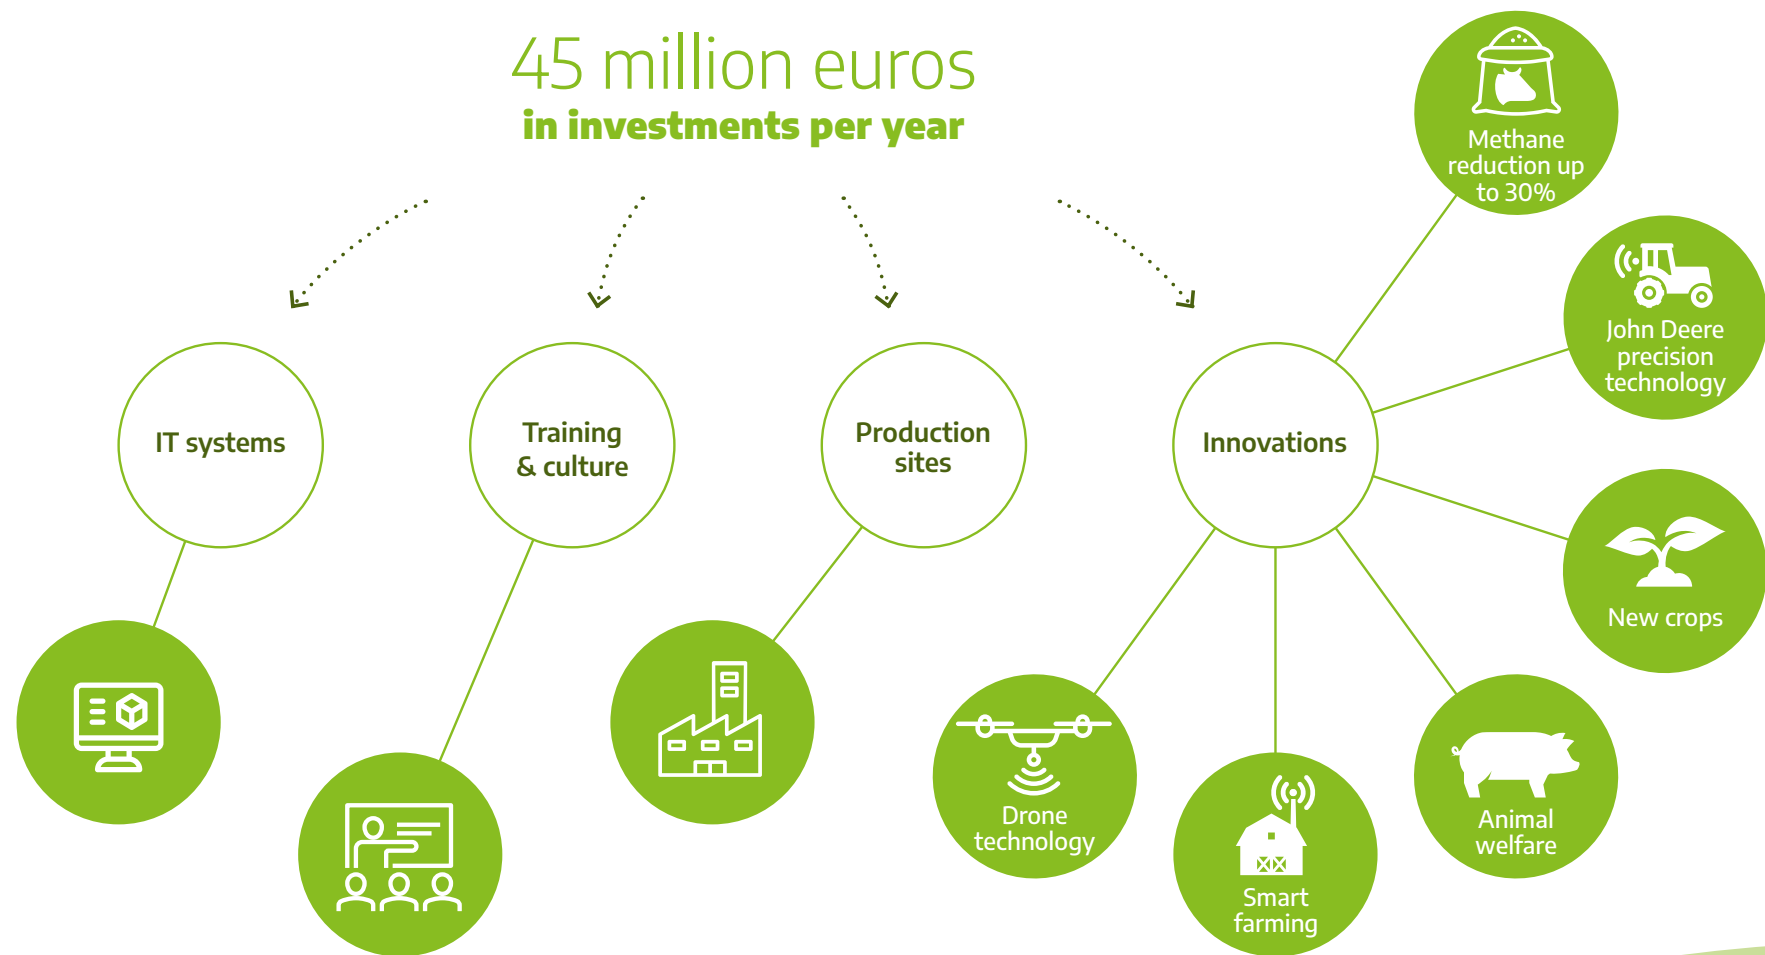 45 million euros
in investments per year
IT systems
Training
& culture
Production
sites
Innovations
Methane
reduction up
to 30%
John Deere
precision
technology
New crops
Animal
welfare
Smart
farming
Drone
technology